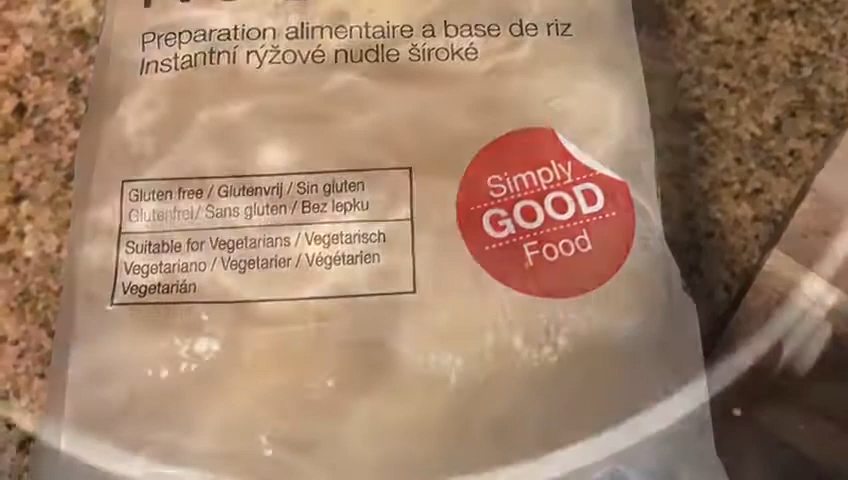 Preparation alimentaire a base de riz
Instantní rýžové nudle šíroké
Gluten free / Glutenvrij / Sin gluten
Glutenfrei / Sans gluten / Bez lepku
Suitable for Vegetarians / Vegetarisch
Vegetariano / Vegetarier / Végétarien
Vegetarián
Simply
GOOD
Food